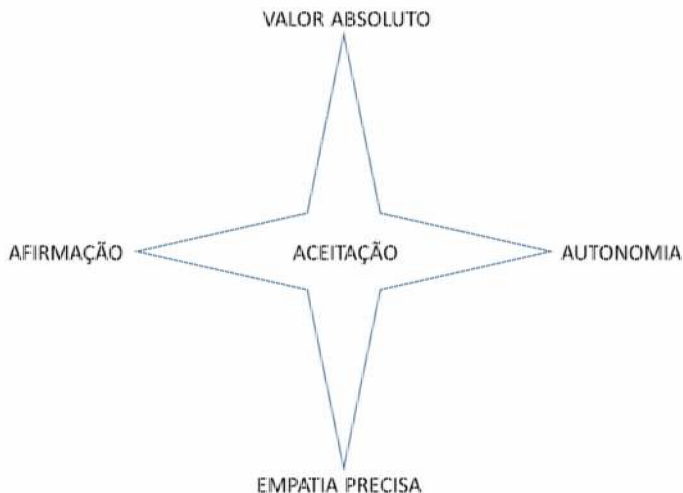 VALOR ABSOLUTO
AFIRMAÇÃO
ACEITAÇÃO
AUTONOMIA
EMPATIA PRECISA